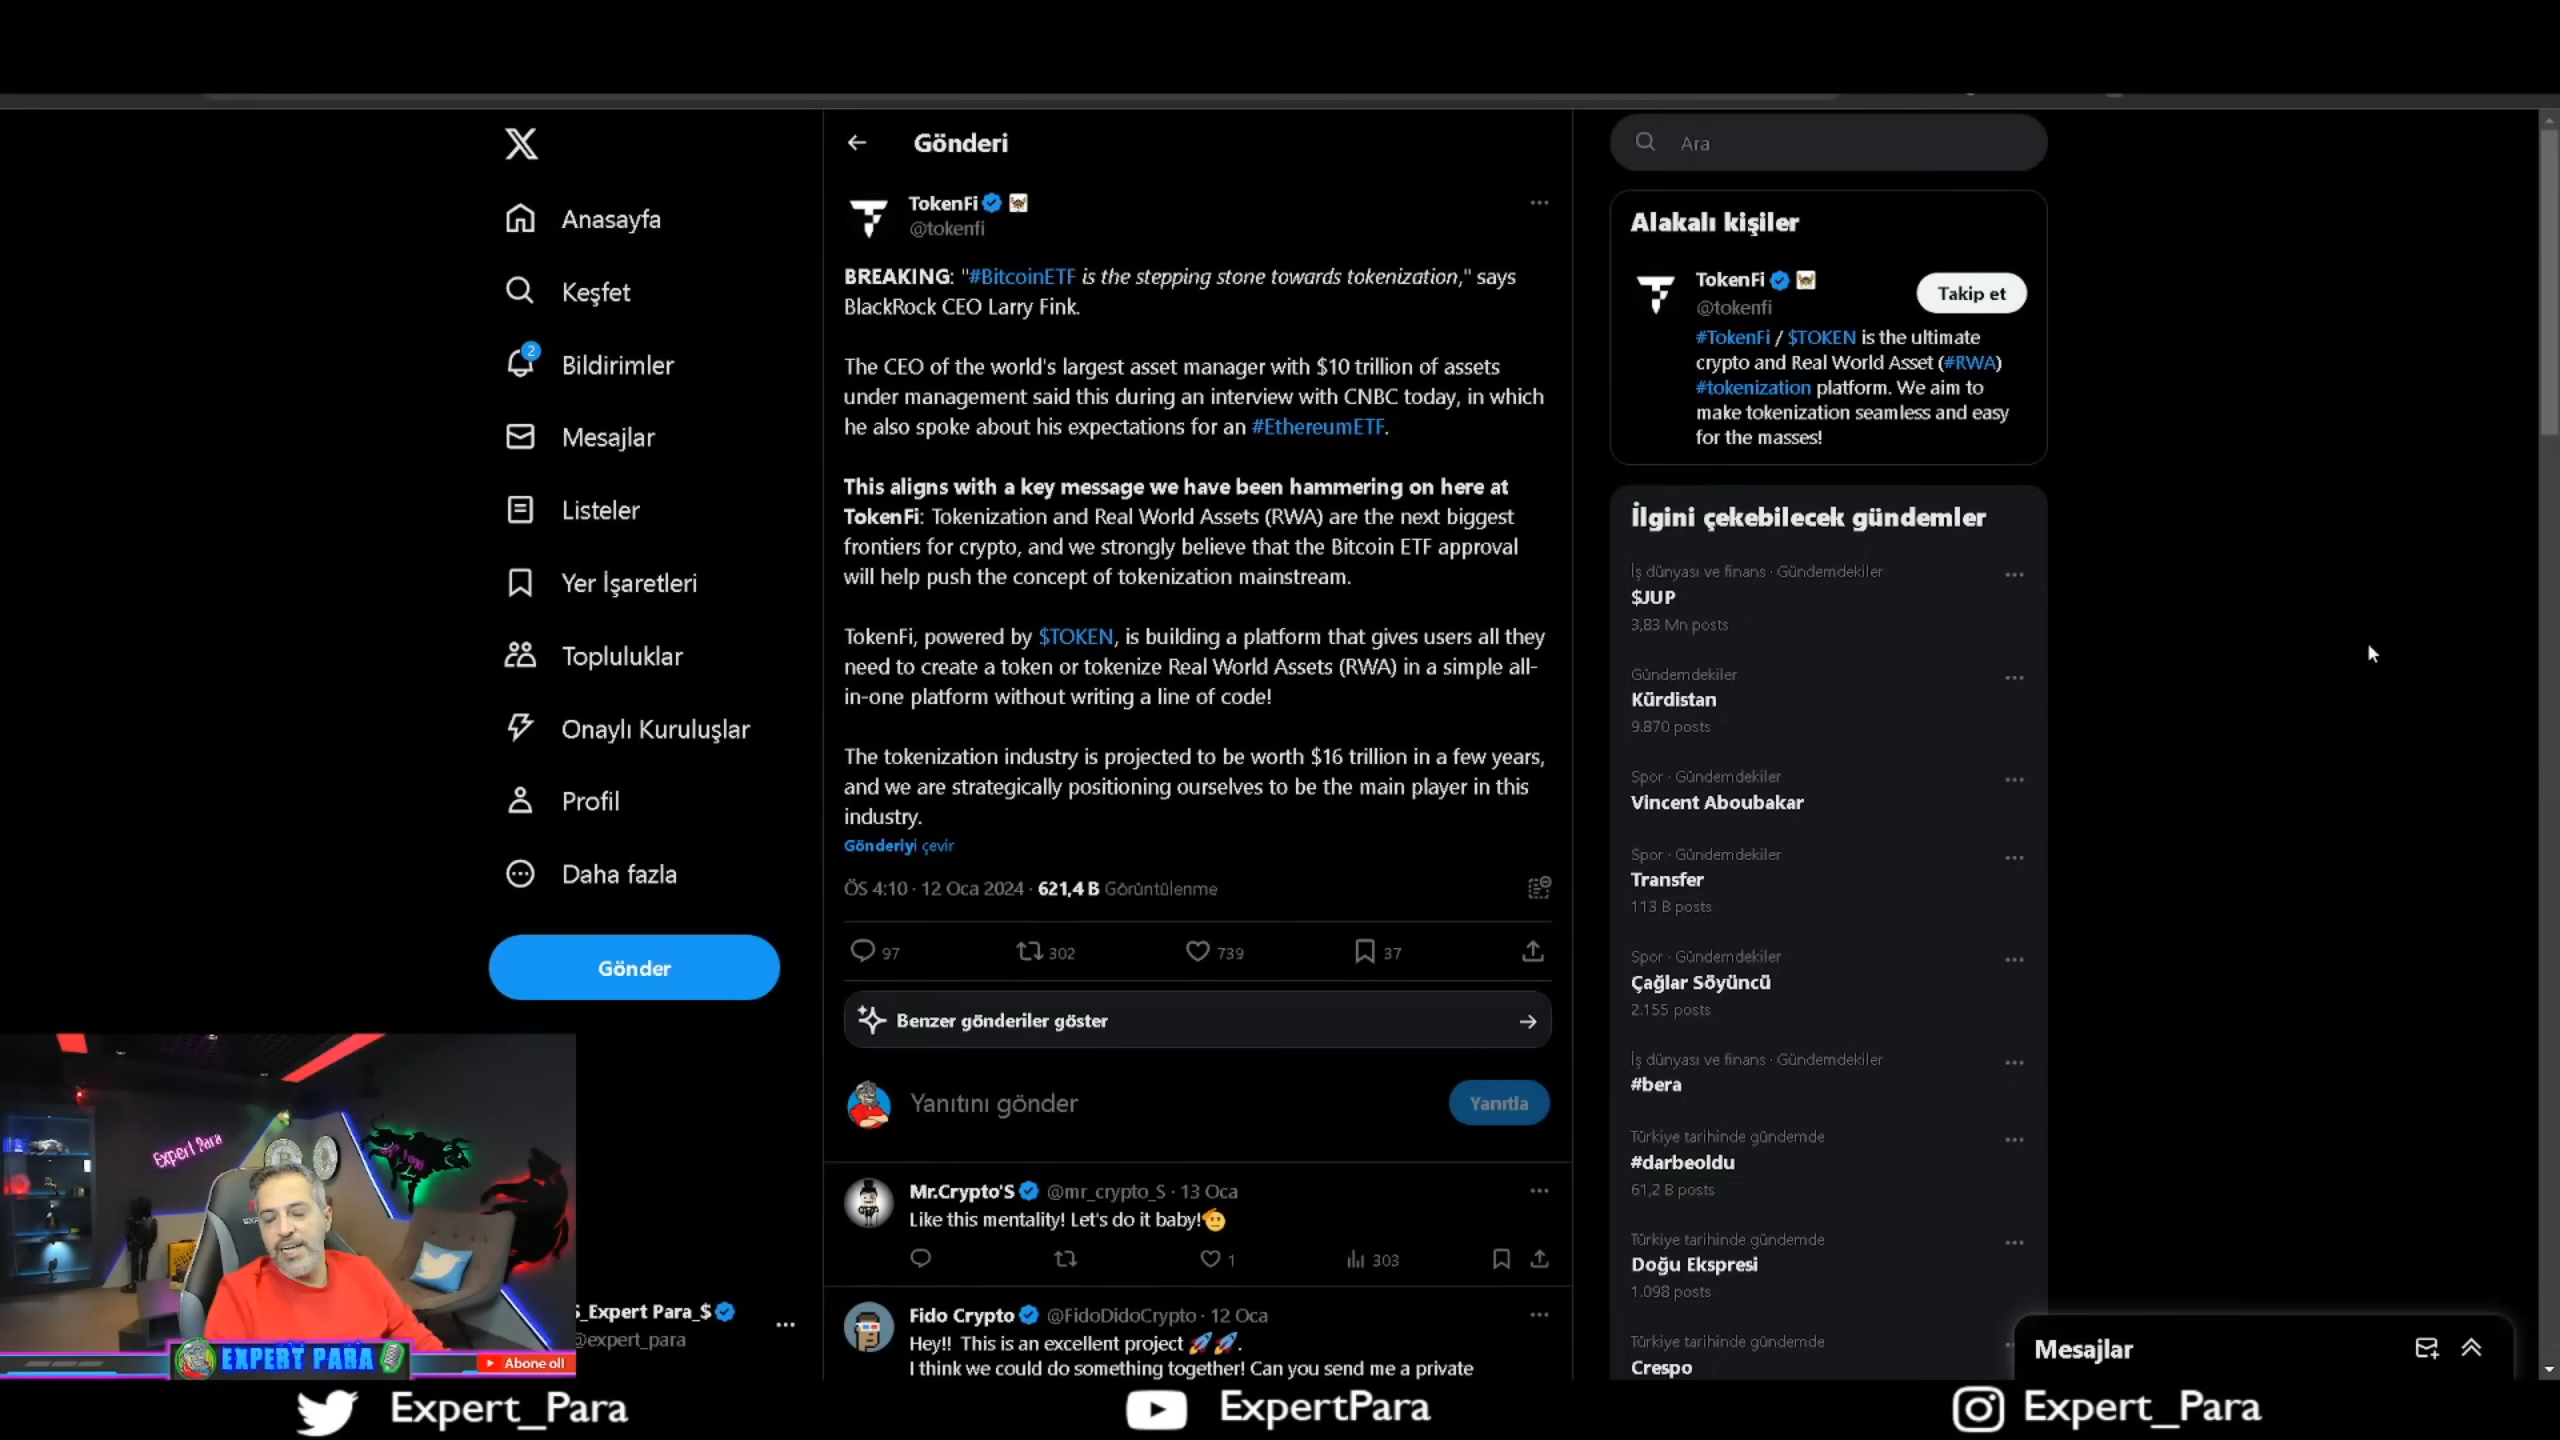 Gönderi
Ara
Anasayfa
Keşfet
2
Bildirimler
Mesajlar
Listeler
Yer İşaretleri
Topluluklar
Onaylı Kuruluşlar
Profil
Daha fazla
Gönder
TokenFi
@tokenfi
BREAKING: "#BitcoinETF is the stepping stone towards tokenization," says
BlackRock CEO Larry Fink.
The CEO of the world's largest asset manager with $10 trillion of assets
under management said this during an interview with CNBC today, in which
he also spoke about his expectations for an #EthereumETF.
This aligns with a key message we have been hammering on here at
TokenFi: Tokenization and Real World Assets (RWA) are the next biggest
frontiers for crypto, and we strongly believe that the Bitcoin ETF approval
will help push the concept of tokenization mainstream.
TokenFi, powered by $TOKEN, is building a platform that gives users all they
need to create a token or tokenize Real World Assets (RWA) in a simple all-
in-one platform without writing a line of code!
The tokenization industry is projected to be worth $16 trillion in a few years,
and we are strategically positioning ourselves to be the main player in this
industry.
Gönderiyi çevir
ÖS 4:10 · 12 Oca 2024 · 621,4 B Görüntülenme
97 302 739 37
Benzer gönderiler göster
Yanıtını gönder
Yanıtla
Mr.Crypto'S @mr_crypto_S · 13 Oca
Like this mentality! Let's do it baby!
1 303
Fido Crypto @FidoDidoCrypto · 12 Oca
Hey!! This is an excellent project
I think we could do something together! Can you send me a private
Alakalı kişiler
TokenFi
@tokenfi
Takip et
#TokenFi / $TOKEN is the ultimate
crypto and Real World Asset (#RWA)
#tokenization platform. We aim to
make tokenization seamless and easy
for the masses!
İlgini çekebilecek gündemler
İş dünyası ve finans · Gündemdekiler
$JUP
3,83 Mn posts
Gündemdekiler
Kürdistan
9.870 posts
Spor · Gündemdekiler
Vincent Aboubakar
Spor · Gündemdekiler
Transfer
113 B posts
Spor · Gündemdekiler
Çağlar Söyüncü
2.155 posts
İş dünyası ve finans · Gündemdekiler
#bera
Türkiye tarihinde gündemde
#darbeoldu
61,2 B posts
Türkiye tarihinde gündemde
Doğu Ekspresi
1.098 posts
Türkiye tarihinde gündemde
Crespo
Mesajlar
Expert Para
_Expert Para_$
@expert_para
EXPERT PARA
Abone ol!
Expert_Para
ExpertPara
Expert_Para